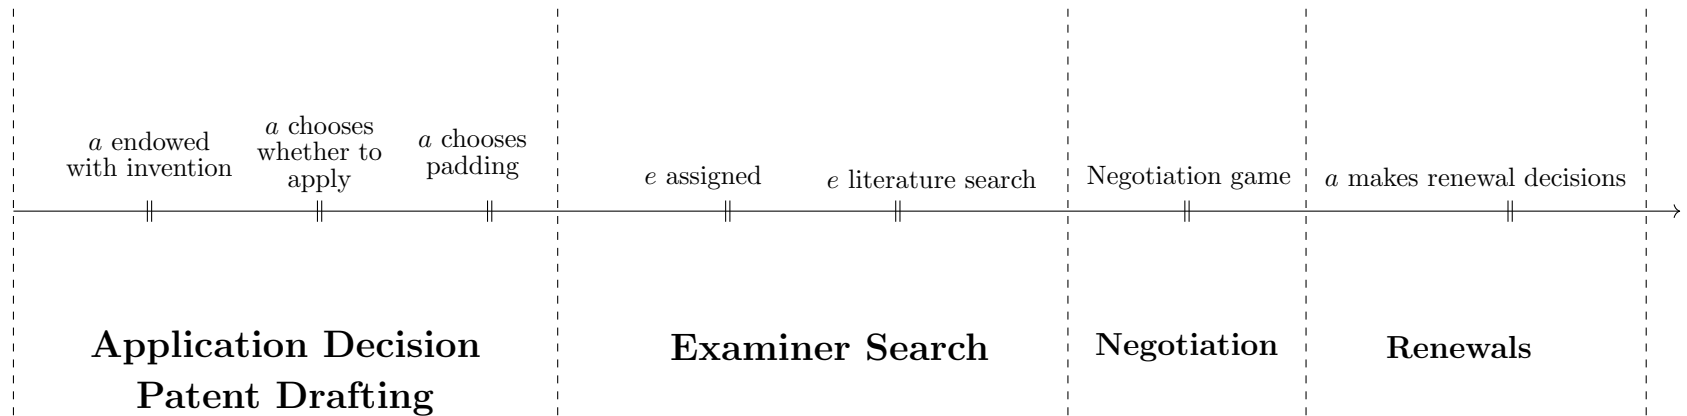 a endowed
with invention
a chooses
whether to
apply
a chooses
padding
e assigned
e literature search
Negotiation game
a makes renewal decisions
Application Decision
Patent Drafting
Examiner Search
Negotiation
Renewals